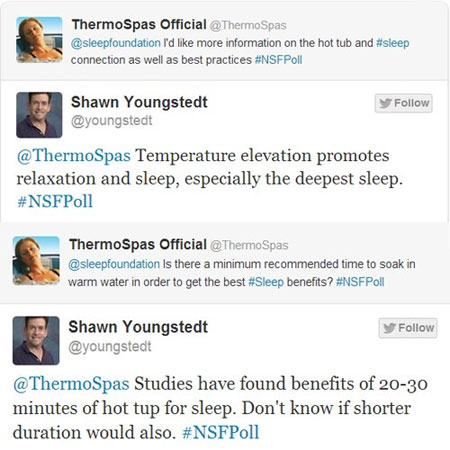 ThermoSpas Official @ThermoSpas
@sleepfoundation I'd like more information on the hot tub and #sleep
connection as well as best practices #NSFPoll
Shawn Youngstedt
Follow
@youngstedt
@ThermoSpas Temperature elevation promotes
relaxation and sleep, especially the deepest sleep.
#NSFPoll
ThermoSpas Official @ThermoSpas
@sleepfoundation Is there a minimum recommended time to soak in
warm water in order to get the best #Sleep benefits? #NSFPoll
Shawn Youngstedt
Follow
@youngstedt
@ThermoSpas Studies have found benefits of 20-30
minutes of hot tup for sleep. Don't know if shorter
duration would also. #NSFPoll